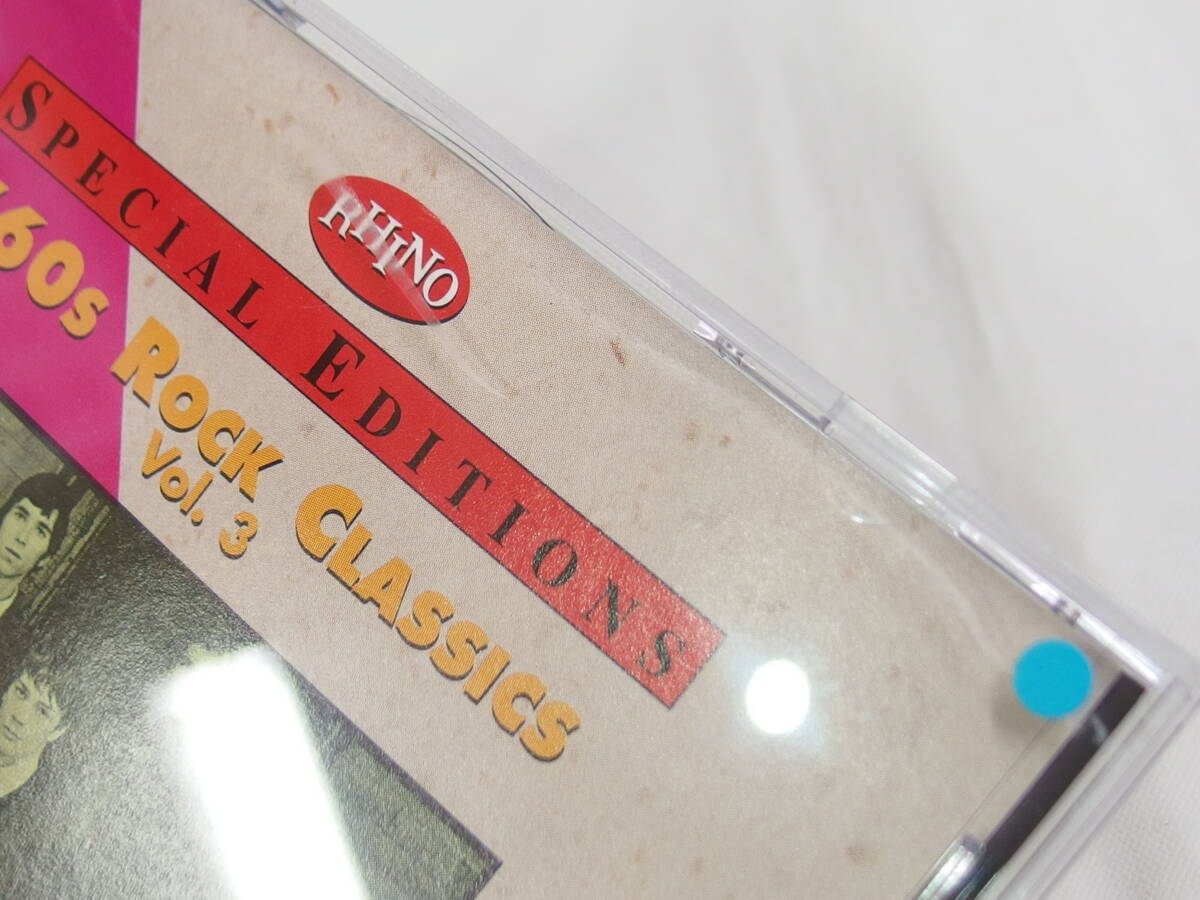 SPECIAL EDITIONS
RHINO
'60s ROCK CLASSICS
Vol. 3